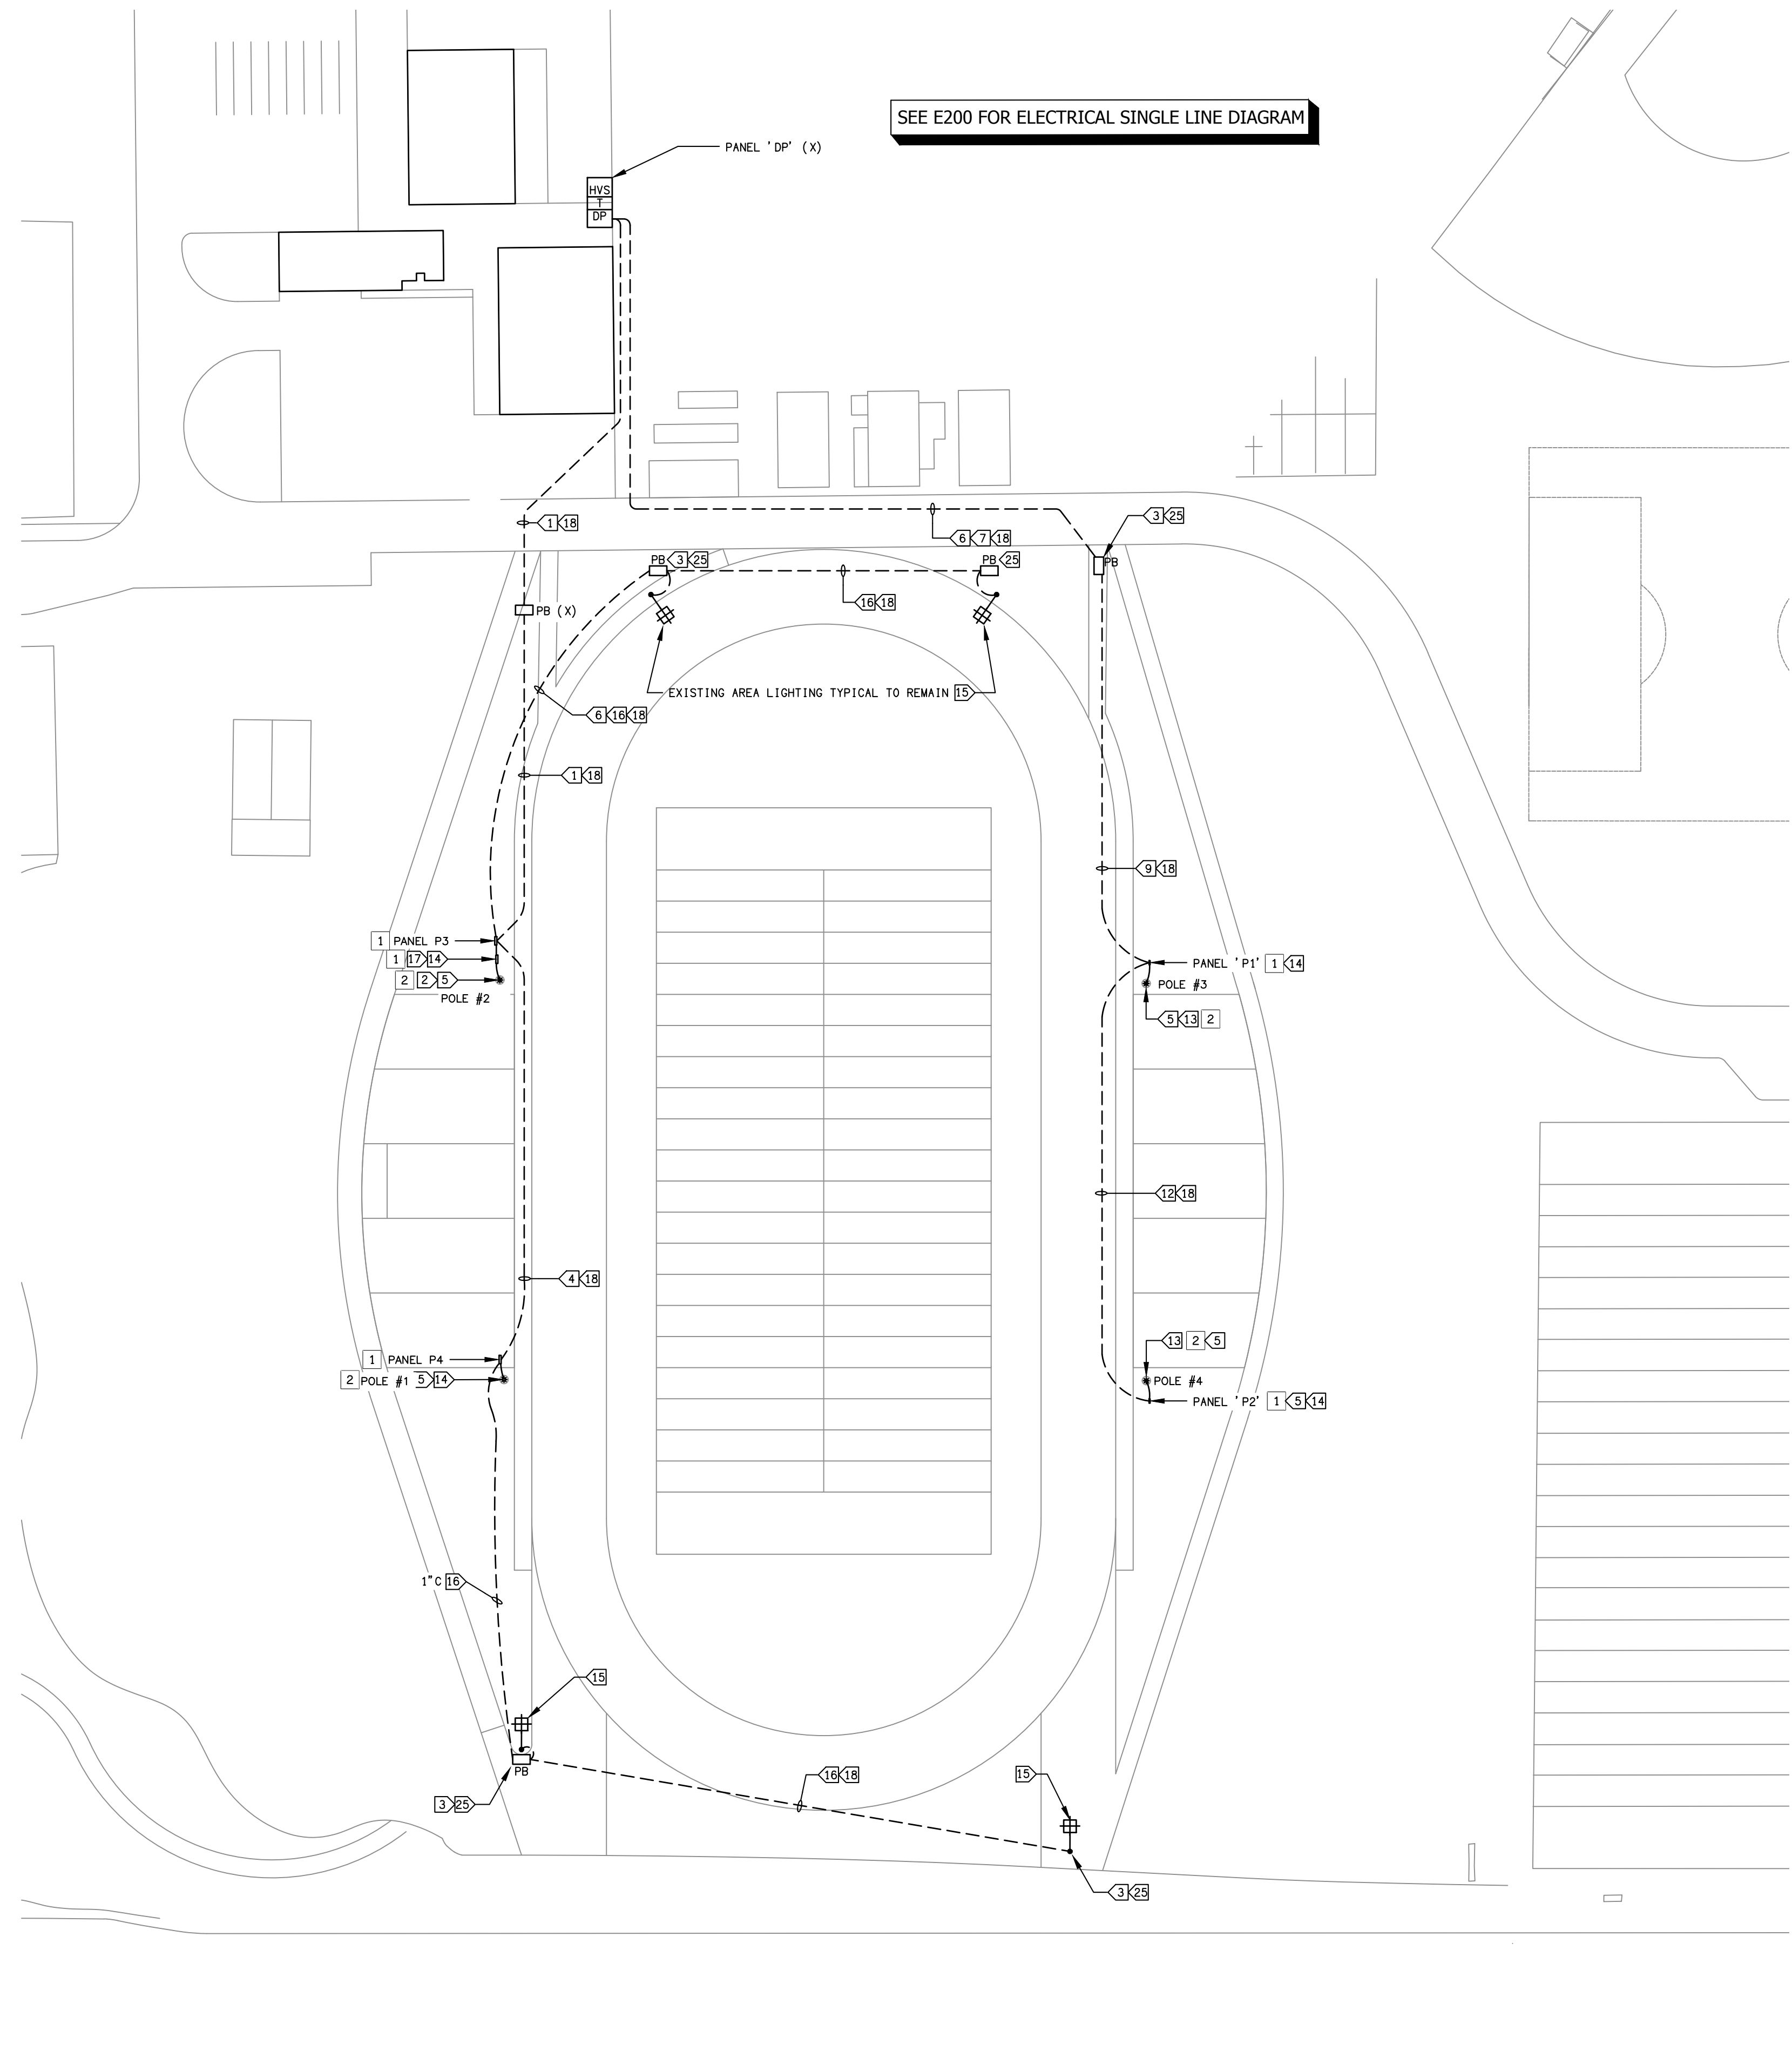 SEE E200 FOR ELECTRICAL SINGLE LINE DIAGRAM
PANEL 'DP' (X)
HVS
T
DP
1 18
6 7 18
3 25
PB
PB 3 25
PB 25
16 18
PB (X)
EXISTING AREA LIGHTING TYPICAL TO REMAIN 15
6 16 18
1 18
9 18
1 PANEL P3
1 17 14
2 2 5
POLE #2
PANEL 'P1' 1 14
POLE #3
5 13 2
12 18
4 18
13 2 5
1 PANEL P4
2 POLE #1 5 14
POLE #4
PANEL 'P2' 1 5 14
1"C 16
15
PB
3 25
16 18
15
3 25